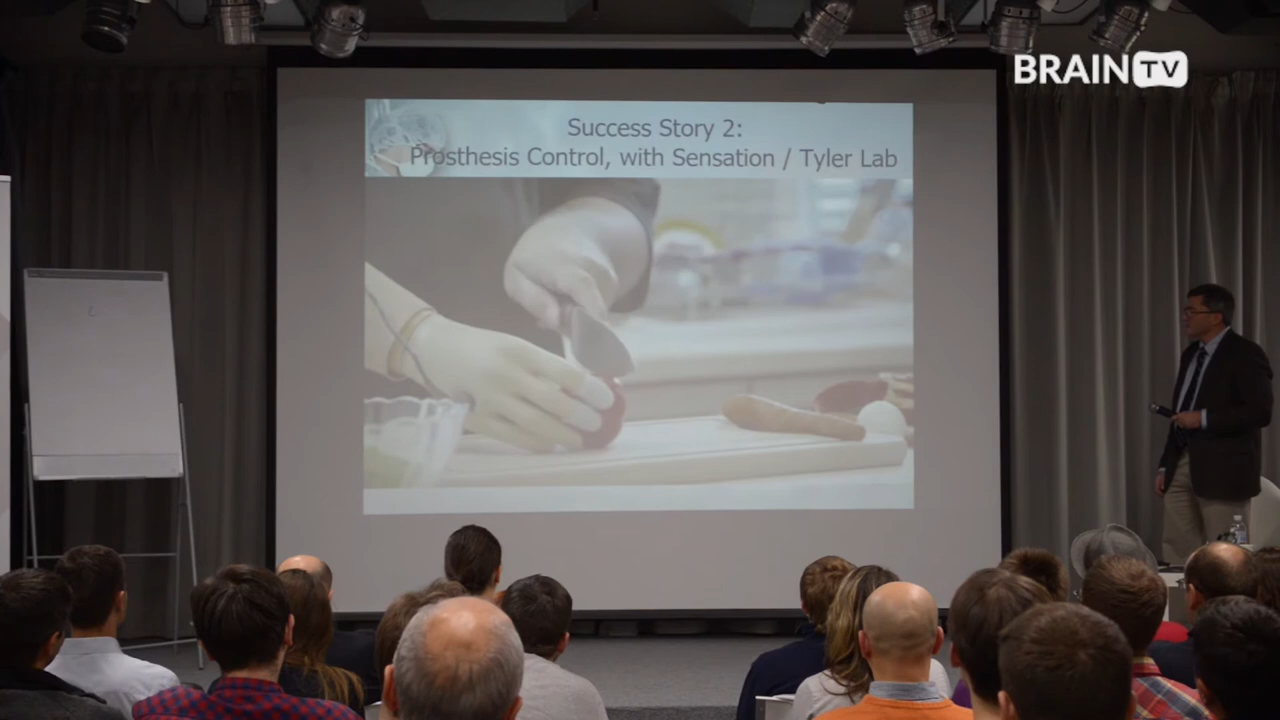 BRAIN TV
Success Story 2:
Prosthesis Control, with Sensation / Tyler Lab